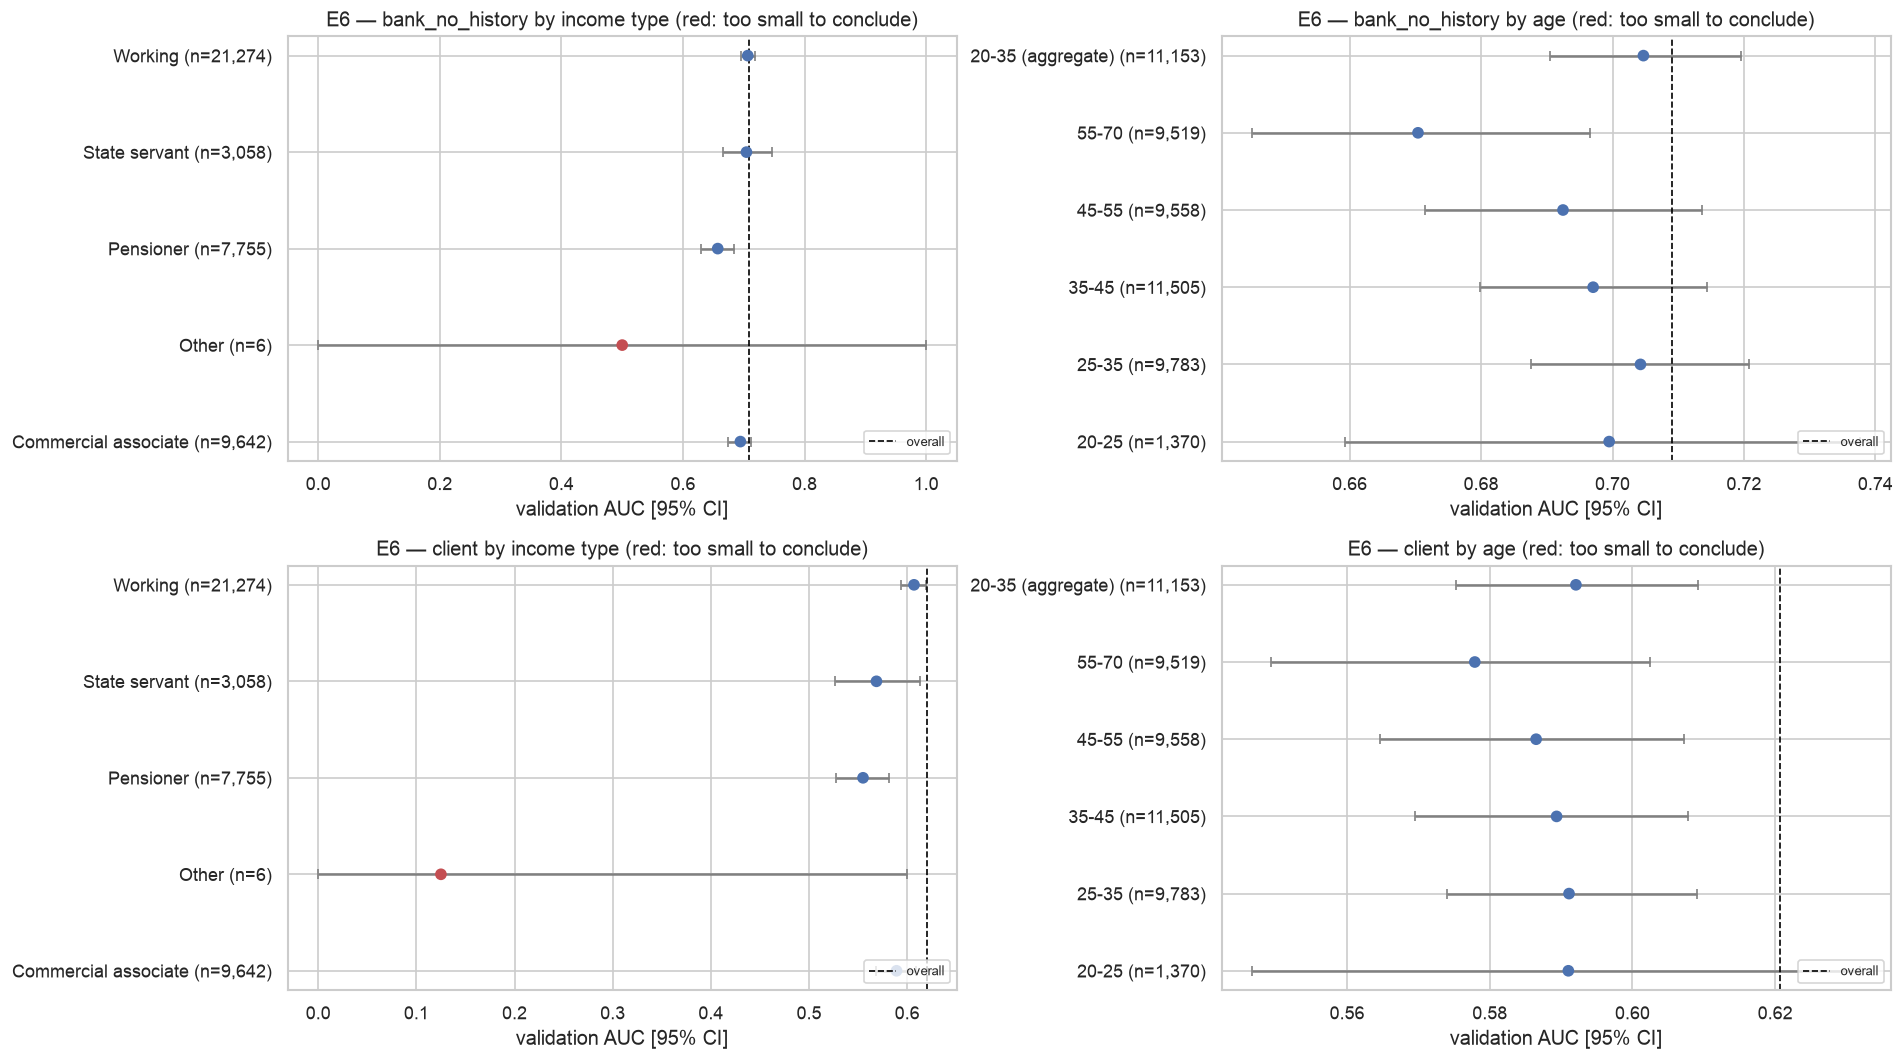 E6 — bank_no_history by income type (red: too small to conclude)
Working (n=21,274)
State servant (n=3,058)
Pensioner (n=7,755)
Other (n=6)
Commercial associate (n=9,642)
overall
0.0 0.2 0.4 0.6 0.8 1.0
validation AUC [95% CI]
E6 — bank_no_history by age (red: too small to conclude)
20-35 (aggregate) (n=11,153)
55-70 (n=9,519)
45-55 (n=9,558)
35-45 (n=11,505)
25-35 (n=9,783)
20-25 (n=1,370)
overall
0.66 0.68 0.70 0.72 0.74
validation AUC [95% CI]
E6 — client by income type (red: too small to conclude)
Working (n=21,274)
State servant (n=3,058)
Pensioner (n=7,755)
Other (n=6)
Commercial associate (n=9,642)
overall
0.0 0.1 0.2 0.3 0.4 0.5 0.6
validation AUC [95% CI]
E6 — client by age (red: too small to conclude)
20-35 (aggregate) (n=11,153)
55-70 (n=9,519)
45-55 (n=9,558)
35-45 (n=11,505)
25-35 (n=9,783)
20-25 (n=1,370)
overall
0.56 0.58 0.60 0.62
validation AUC [95% CI]